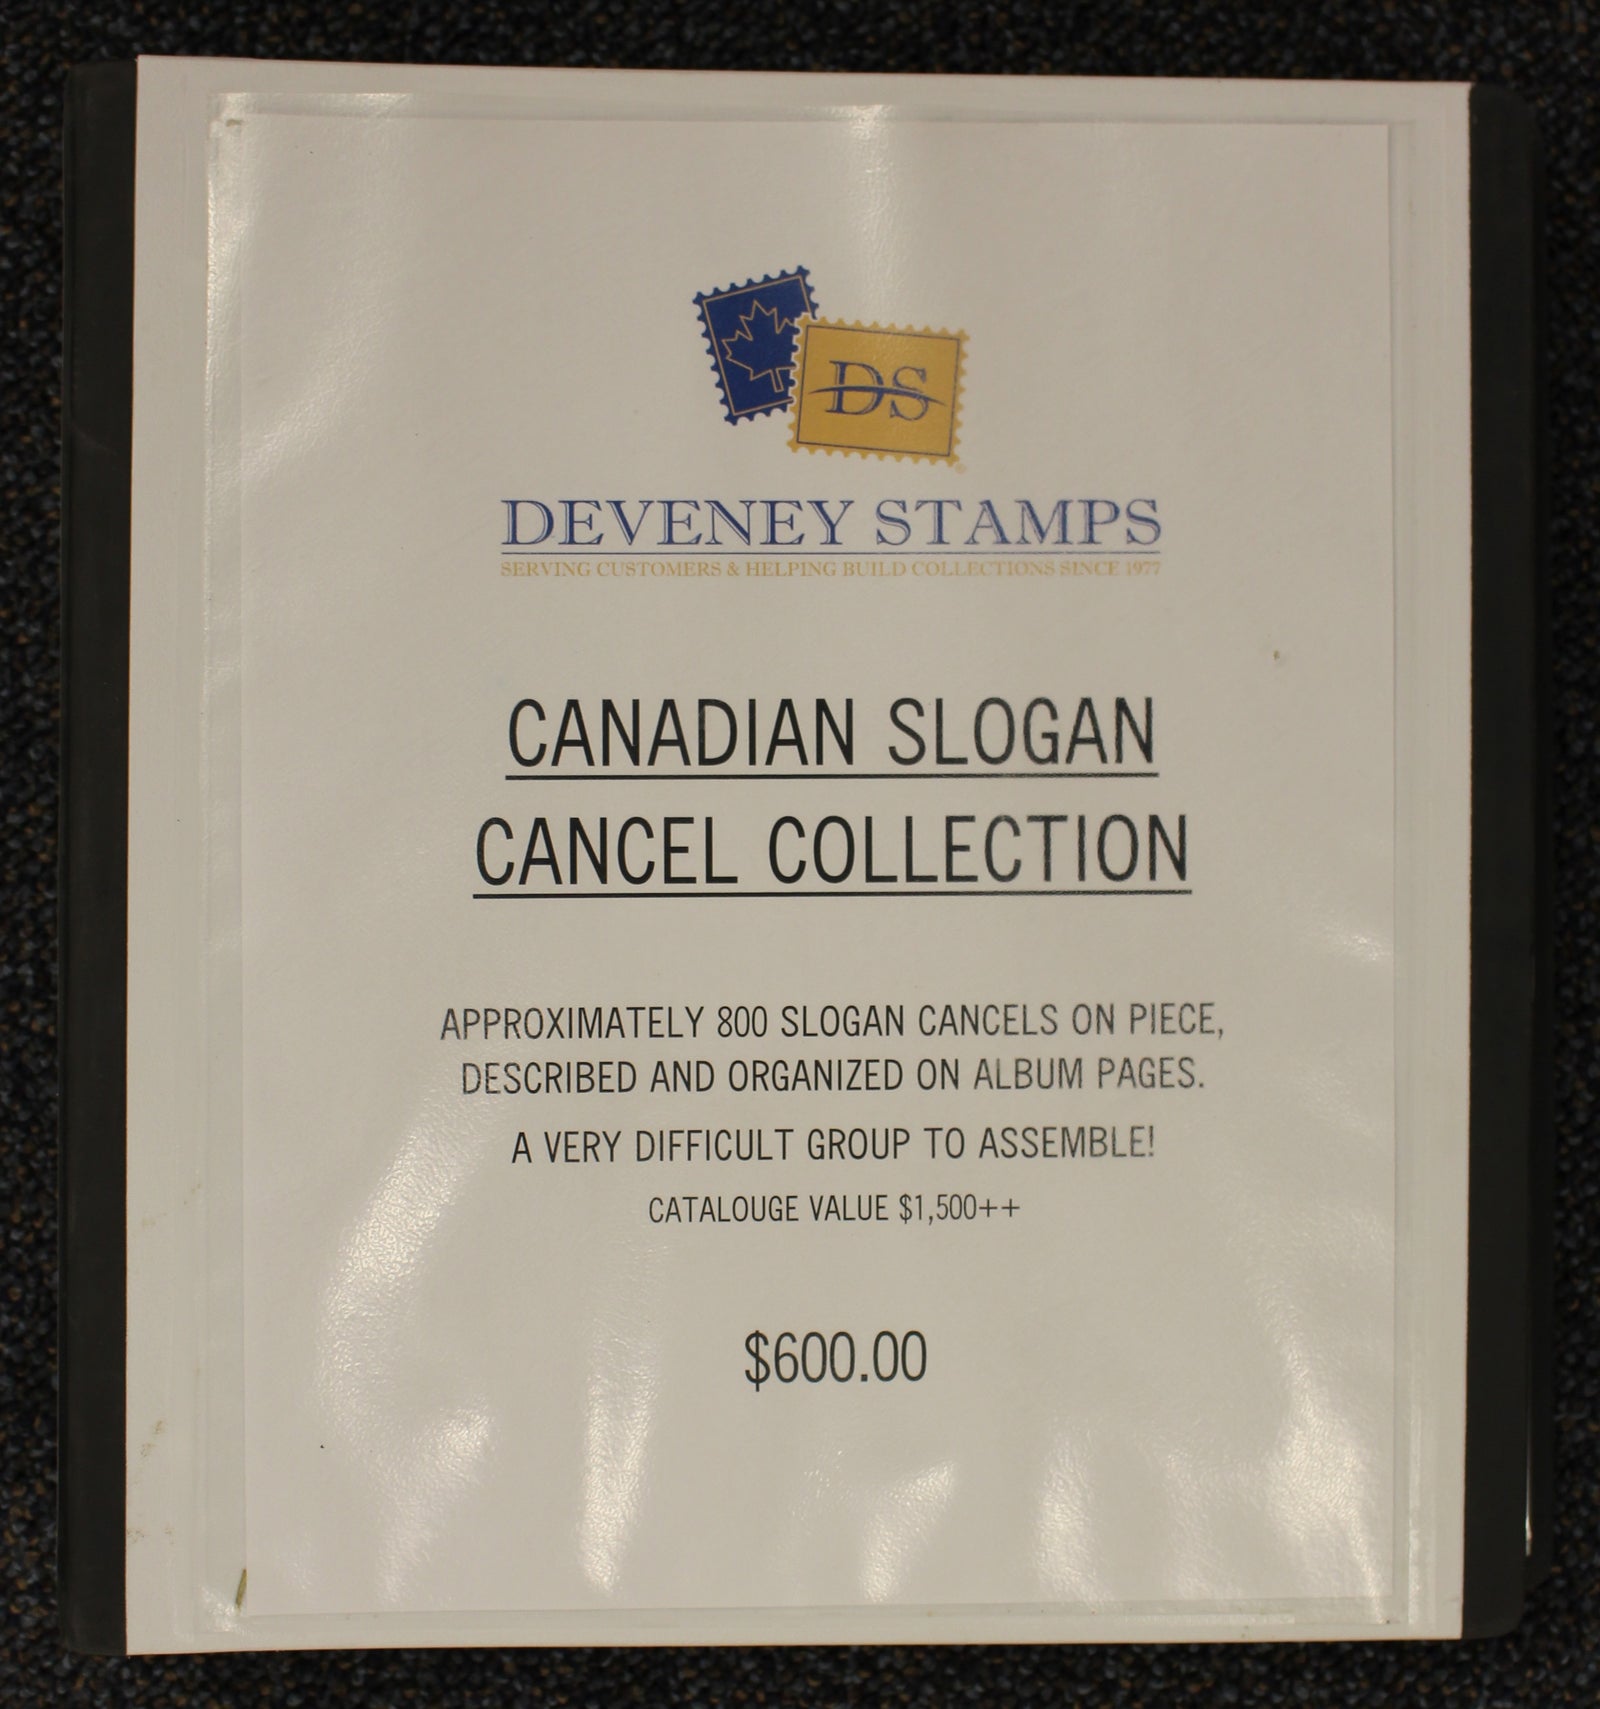 DS
DEVENEY STAMPS
SERVING CUSTOMERS & HELPING BUILD COLLECTIONS SINCE 1977
CANADIAN SLOGAN
CANCEL COLLECTION
APPROXIMATELY 800 SLOGAN CANCELS ON PIECE,
DESCRIBED AND ORGANIZED ON ALBUM PAGES.
A VERY DIFFICULT GROUP TO ASSEMBLE!
CATALOUGE VALUE $1,500++
$600.00